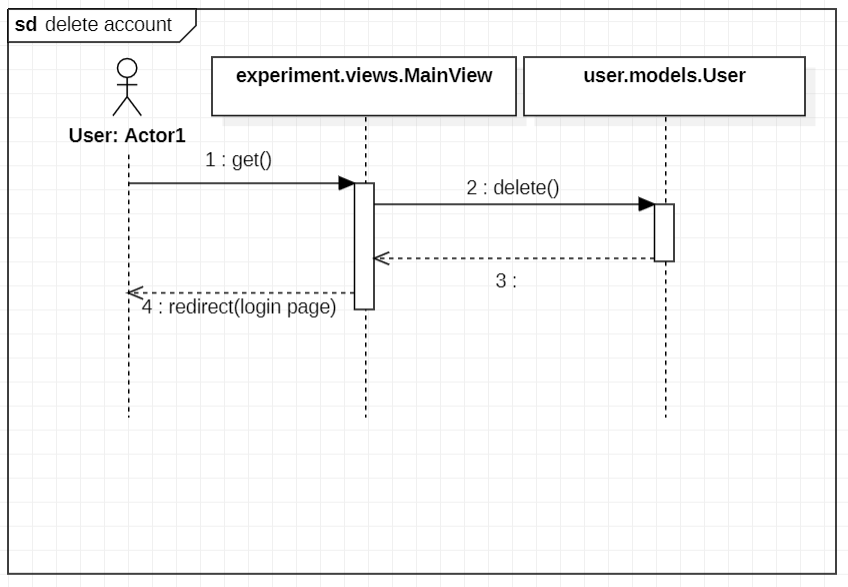 sd delete account
experiment.views.MainView
user.models.User
User: Actor1
1 : get()
2 : delete()
3 :
4 : redirect(login page)